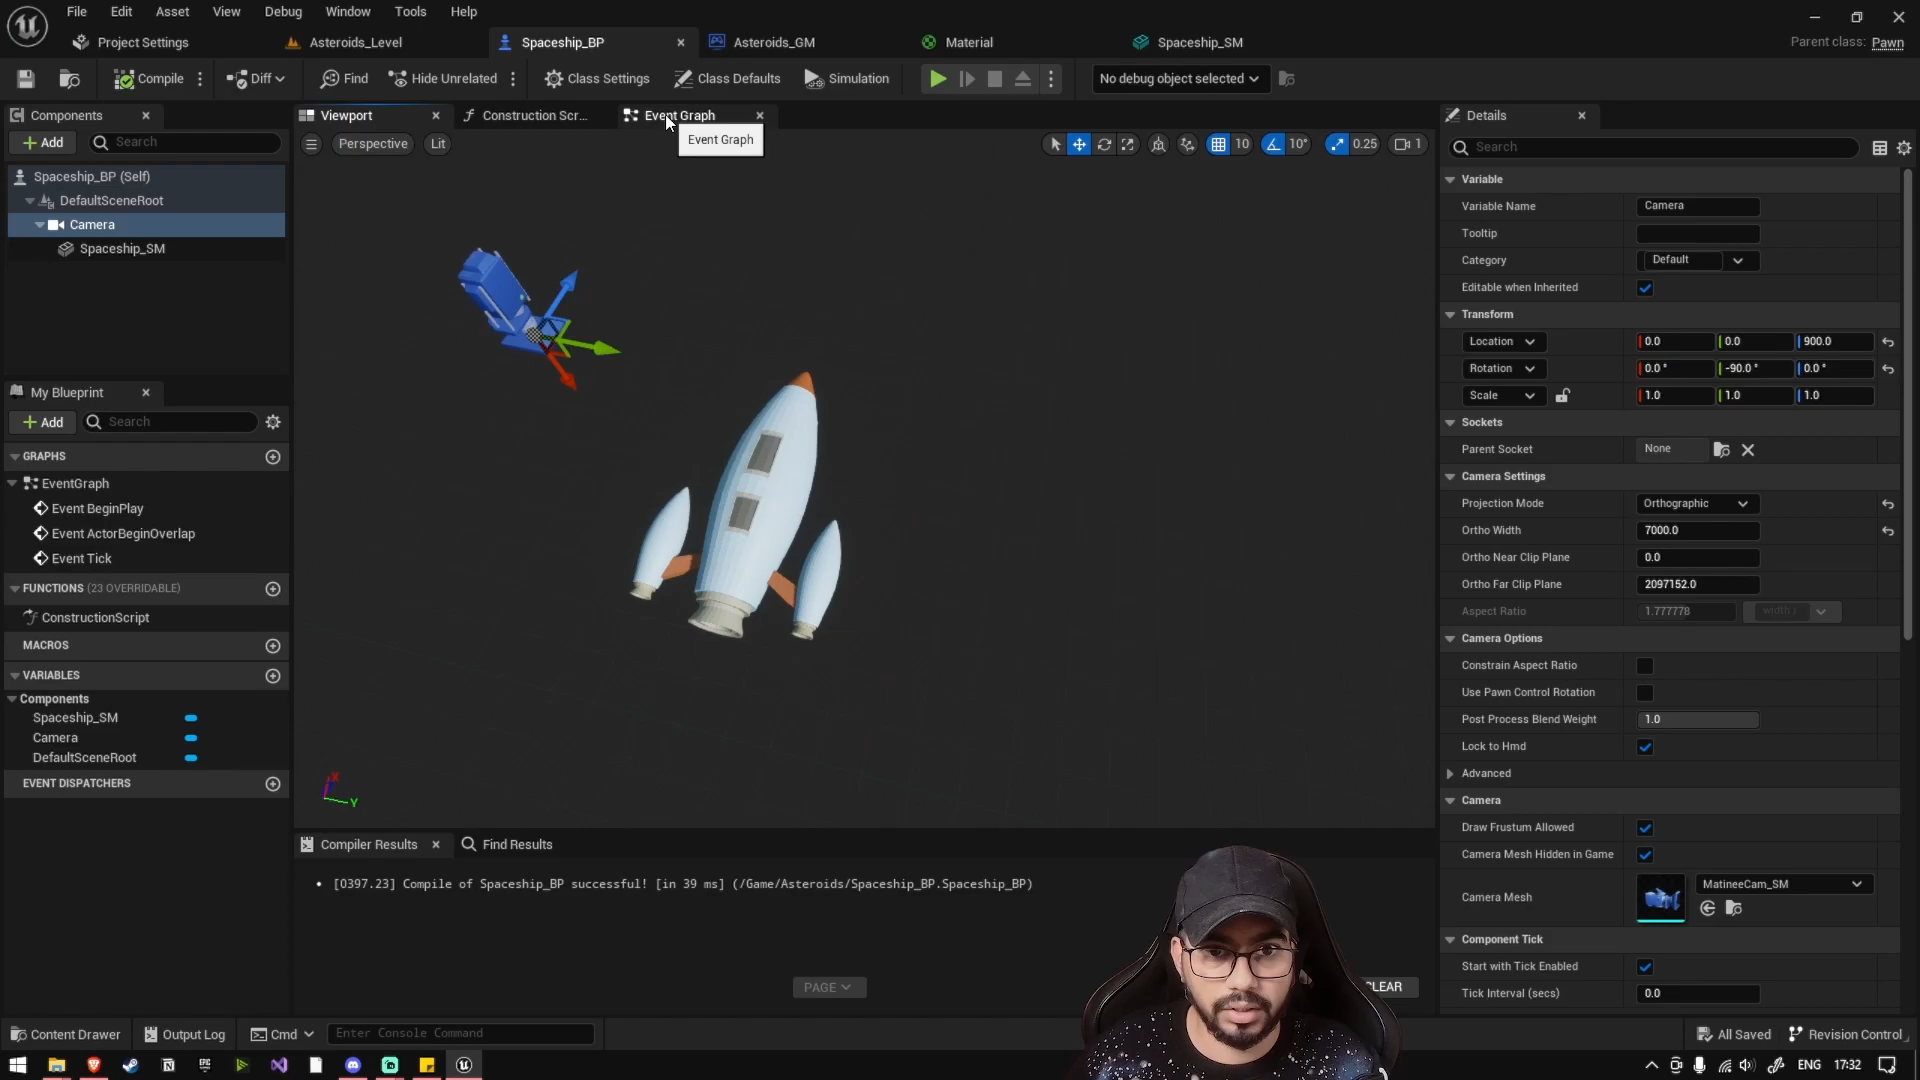 File Edit Asset View Debug Window Tools Help
Project Settings Asteroids_Level Spaceship_BP Asteroids_GM Material Spaceship_SM Parent class: Pawn
Compile Diff Find Hide Unrelated Class Settings Class Defaults Simulation No debug object selected
Components
Add Search
Spaceship_BP (Self)
DefaultSceneRoot
Camera
Spaceship_SM
My Blueprint
Add Search
GRAPHS
EventGraph
Event BeginPlay
Event ActorBeginOverlap
Event Tick
FUNCTIONS (23 OVERRIDABLE)
ConstructionScript
MACROS
VARIABLES
Components
Spaceship_SM
Camera
DefaultSceneRoot
EVENT DISPATCHERS
Viewport Construction Scr... Event Graph
Event Graph
Perspective Lit 10 10° 0.25 1
X
Y
Compiler Results Find Results
[0397.23] Compile of Spaceship_BP successful! [in 39 ms] (/Game/Asteroids/Spaceship_BP.Spaceship_BP)
PAGE CLEAR
Details
Search
Variable
Variable Name Camera
Tooltip
Category Default
Editable when Inherited
Transform
Location 0.0 0.0 900.0
Rotation 0.0° -90.0° 0.0°
Scale 1.0 1.0 1.0
Sockets
Parent Socket None
Camera Settings
Projection Mode Orthographic
Ortho Width 7000.0
Ortho Near Clip Plane 0.0
Ortho Far Clip Plane 2097152.0
Aspect Ratio 1.777778
Camera Options
Constrain Aspect Ratio
Use Pawn Control Rotation
Post Process Blend Weight 1.0
Lock to Hmd
Advanced
Camera
Draw Frustum Allowed
Camera Mesh Hidden in Game
Camera Mesh MatineeCam_SM
Component Tick
Start with Tick Enabled
Tick Interval (secs) 0.0
Content Drawer Output Log Cmd Enter Console Command All Saved Revision Control
ENG 17:32